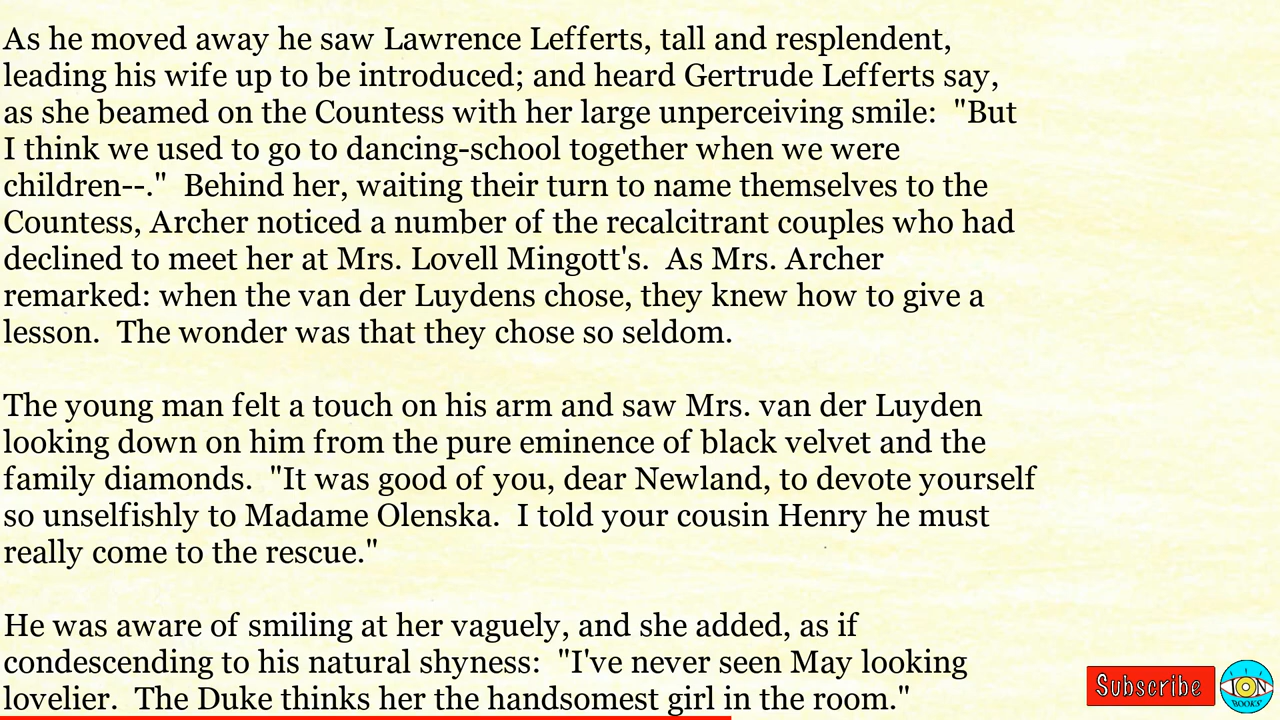 As he moved away he saw Lawrence Lefferts, tall and resplendent,
leading his wife up to be introduced; and heard Gertrude Lefferts say,
as she beamed on the Countess with her large unperceiving smile:  "But
I think we used to go to dancing-school together when we were
children--."  Behind her, waiting their turn to name themselves to the
Countess, Archer noticed a number of the recalcitrant couples who had
declined to meet her at Mrs. Lovell Mingott's.  As Mrs. Archer
remarked: when the van der Luydens chose, they knew how to give a
lesson.  The wonder was that they chose so seldom.

The young man felt a touch on his arm and saw Mrs. van der Luyden
looking down on him from the pure eminence of black velvet and the
family diamonds.  "It was good of you, dear Newland, to devote yourself
so unselfishly to Madame Olenska.  I told your cousin Henry he must
really come to the rescue."

He was aware of smiling at her vaguely, and she added, as if
condescending to his natural shyness:  "I've never seen May looking
lovelier.  The Duke thinks her the handsomest girl in the room."
Subscribe
I
ION
BOOKS